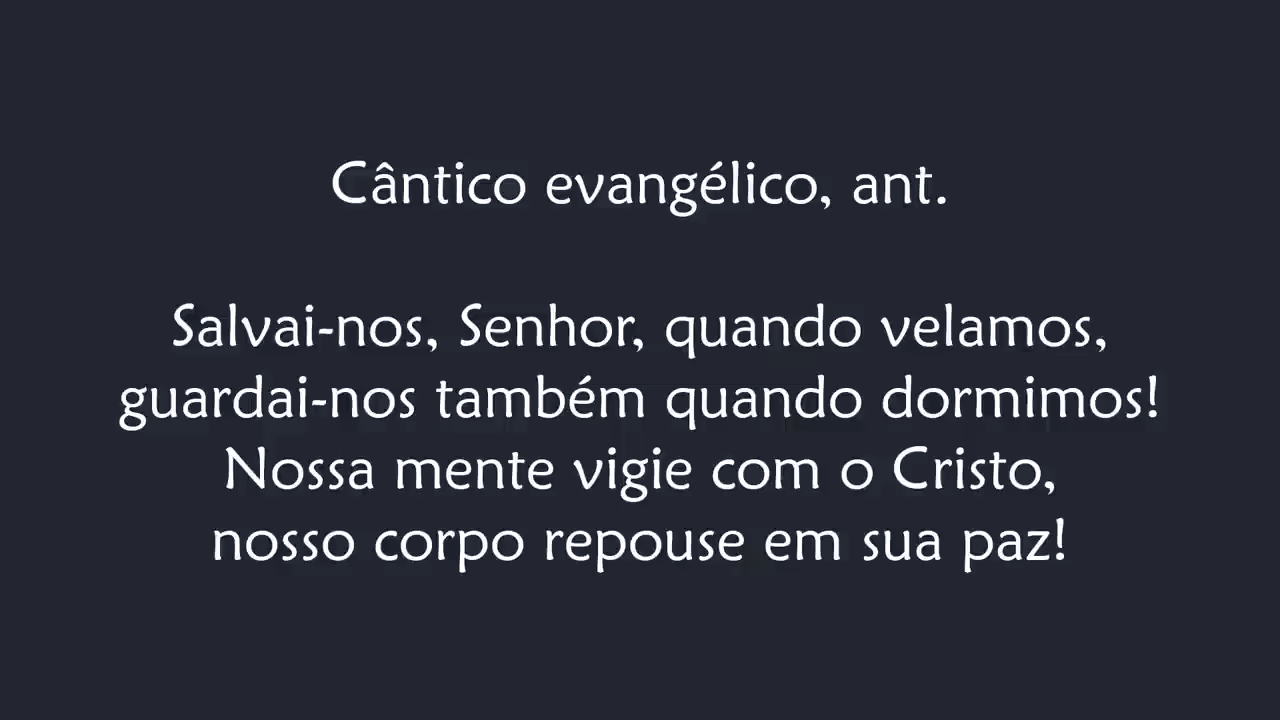 Cântico evangélico, ant.
Salvai-nos, Senhor, quando velamos,
guardai-nos também quando dormimos!
Nossa mente vigie com o Cristo,
nosso corpo repouse em sua paz!